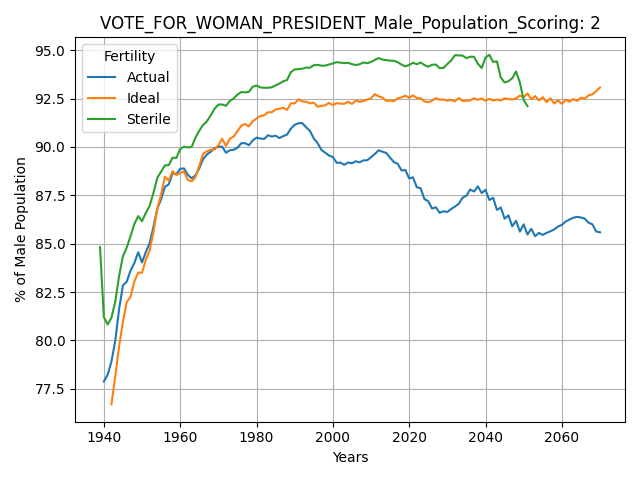 VOTE_FOR_WOMAN_PRESIDENT_Male_Population_Scoring: 2
Fertility
Actual
Ideal
Sterile
% of Male Population
95.0
92.5
90.0
87.5
85.0
82.5
80.0
77.5
1940 1960 1980 2000 2020 2040 2060
Years